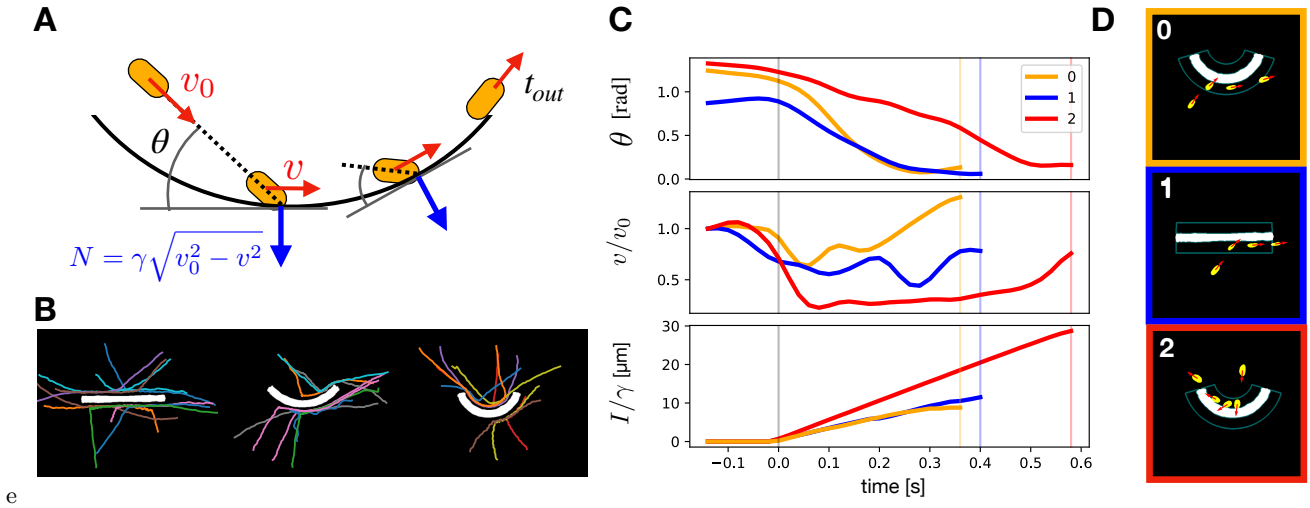 A
v₀
θ
v
t_out
N = γ√(v₀² − v²)
B
e
C
0
1
2
1.0
0.5
0.0
θ [rad]
1.0
0.5
v/v₀
30
20
10
0
I/γ [μm]
−0.1 0.0 0.1 0.2 0.3 0.4 0.5 0.6
time [s]
D
0
1
2